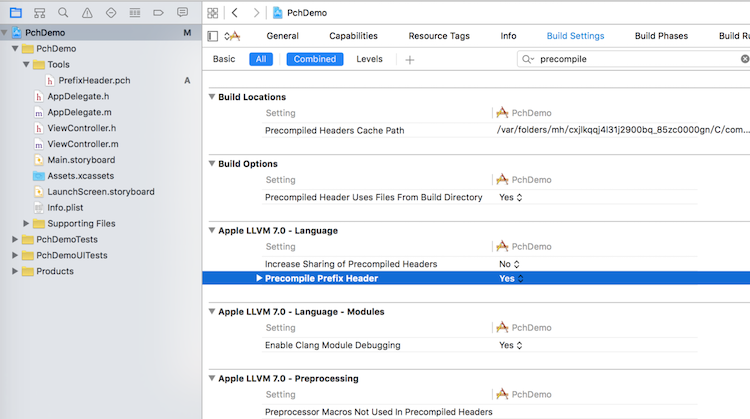 PchDemo M
PchDemo
Tools
PrefixHeader.pch A
AppDelegate.h
AppDelegate.m
ViewController.h
ViewController.m
Main.storyboard
Assets.xcassets
LaunchScreen.storyboard
Info.plist
Supporting Files
PchDemoTests
PchDemoUITests
Products
PchDemo
General Capabilities Resource Tags Info Build Settings Build Phases Build Ru
Basic All Combined Levels + precompile
Build Locations
Setting PchDemo
Precompiled Headers Cache Path /var/folders/mh/cxjlkqqj4l31j2900bq_85zc0000gn/C/com...
Build Options
Setting PchDemo
Precompiled Header Uses Files From Build Directory Yes
Apple LLVM 7.0 - Language
Setting PchDemo
Increase Sharing of Precompiled Headers No
Precompile Prefix Header Yes
Apple LLVM 7.0 - Language - Modules
Setting PchDemo
Enable Clang Module Debugging Yes
Apple LLVM 7.0 - Preprocessing
Setting PchDemo
Preprocessor Macros Not Used In Precompiled Headers